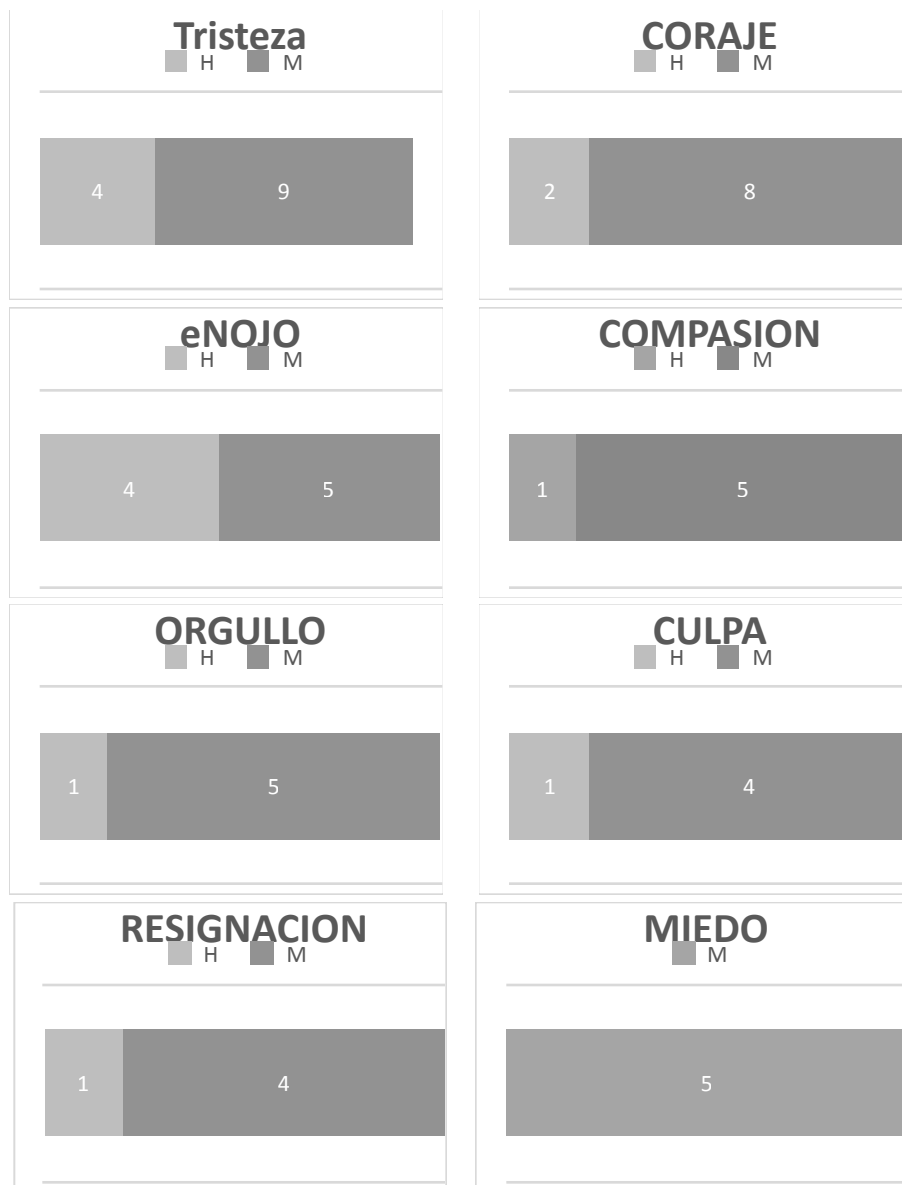 Tristeza
H M
4 9
CORAJE
H M
2 8
eNOJO
H M
4 5
COMPASION
H M
1 5
ORGULLO
H M
1 5
CULPA
H M
1 4
RESIGNACION
H M
1 4
MIEDO
M
5